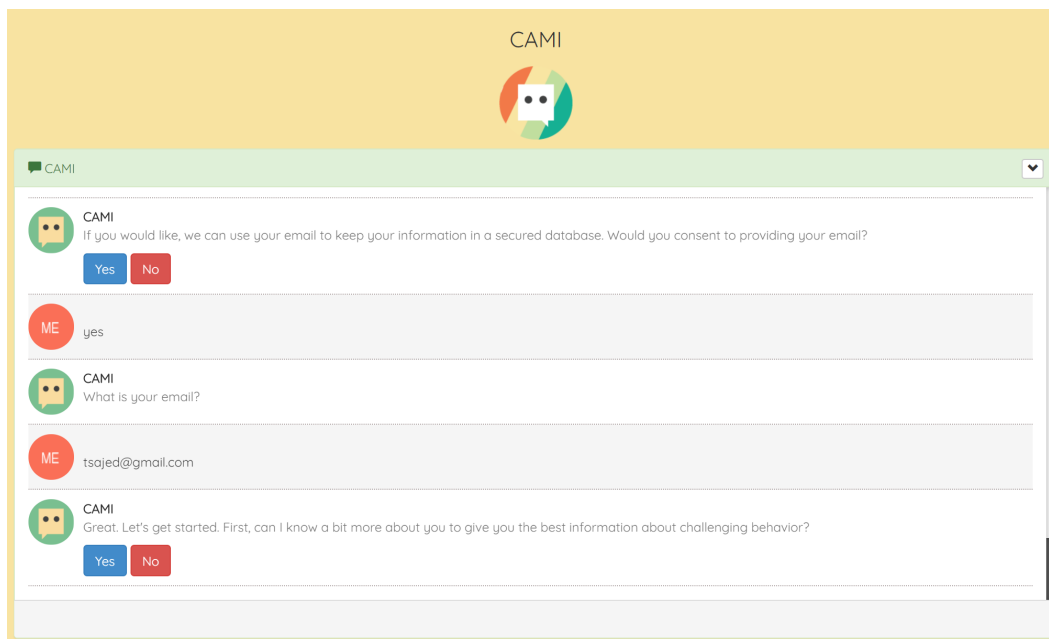 CAMI
CAMI
CAMI
If you would like, we can use your email to keep your information in a secured database. Would you consent to providing your email?
Yes No
ME
yes
CAMI
What is your email?
ME
tsajed@gmail.com
CAMI
Great. Let's get started. First, can I know a bit more about you to give you the best information about challenging behavior?
Yes No